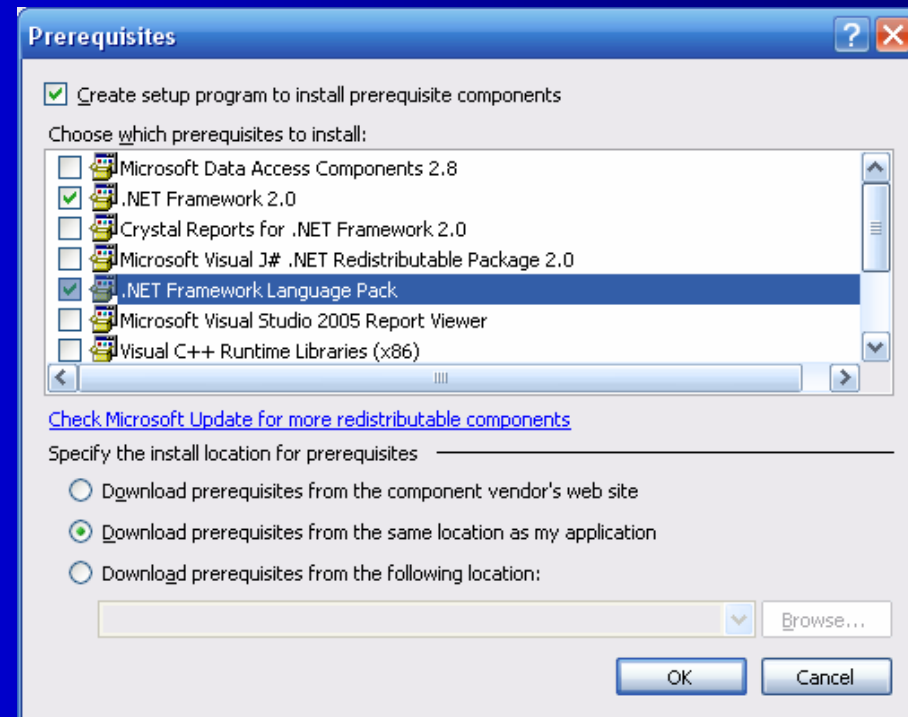 Prerequisites
Create setup program to install prerequisite components
Choose which prerequisites to install:
Microsoft Data Access Components 2.8
.NET Framework 2.0
Crystal Reports for .NET Framework 2.0
Microsoft Visual J# .NET Redistributable Package 2.0
.NET Framework Language Pack
Microsoft Visual Studio 2005 Report Viewer
Visual C++ Runtime Libraries (x86)
Check Microsoft Update for more redistributable components
Specify the install location for prerequisites
Download prerequisites from the component vendor's web site
Download prerequisites from the same location as my application
Download prerequisites from the following location:
Browse...
OK Cancel